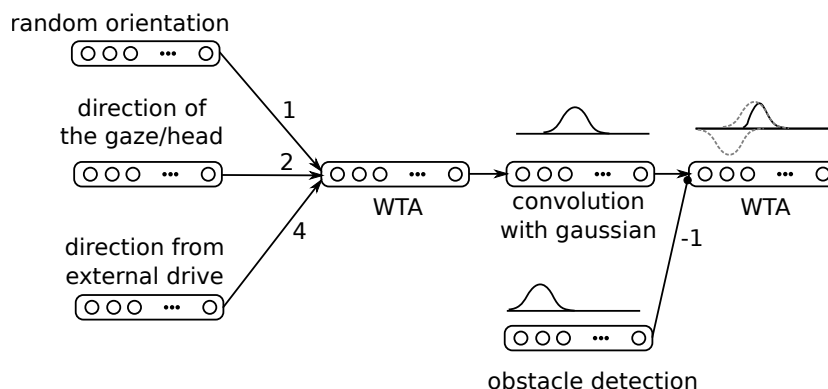 random orientation
direction of
the gaze/head
direction from
external drive
1
2
4
WTA
convolution
with gaussian
WTA
-1
obstacle detection